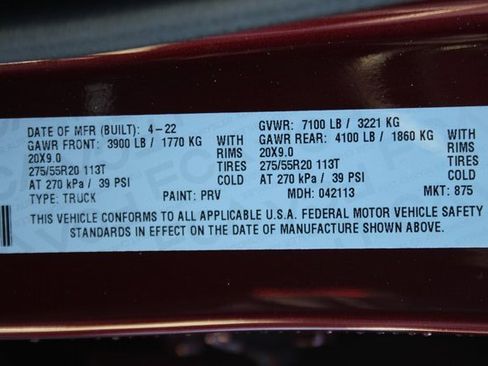 DATE OF MFR (BUILT): 4-22 GVWR: 7100 LB / 3221 KG
GAWR FRONT: 3900 LB / 1770 KG WITH GAWR REAR: 4100 LB / 1860 KG WITH
20X9.0 RIMS 20X9.0 RIMS
275/55R20 113T TIRES 275/55R20 113T TIRES
AT 270 kPa / 39 PSI COLD AT 270 kPa / 39 PSI COLD
TYPE: TRUCK PAINT: PRV MDH: 042113 MKT: 875
THIS VEHICLE CONFORMS TO ALL APPLICABLE U.S.A. FEDERAL MOTOR VEHICLE SAFETY
STANDARDS IN EFFECT ON THE DATE OF MANUFACTURE SHOWN ABOVE.